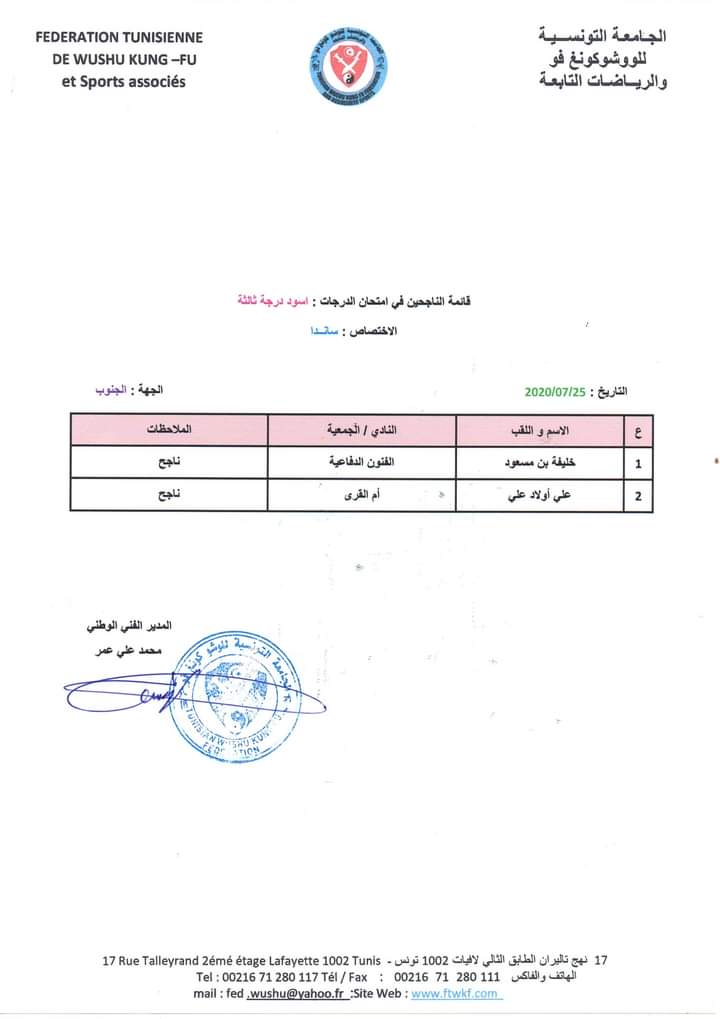 FEDERATION TUNISIENNE
DE WUSHU KUNG –FU
et Sports associés
الجامعة التونسـيـة
للووشوكونغ فو
والرياضات التابعة
قائمة الناجحين في امتحان الدرجات : اسود درجة ثالثة
الاختصاص : ساندا
التاريخ : 2020/07/25
الجهة : الجنوب
ع الاسم و اللقب النادي / الجمعية الملاحظات
1 خليفة بن مسعود الفنون الدفاعية ناجح
2 علي أولاد علي أم القرى ناجح
المدير الفني الوطني
محمد علي عمر
الجامعة التونسية للوشو كونغ فو
TUNISIAN WUSHU KUNG FU
FEDERATION
17 Rue Talleyrand 2émé étage Lafayette 1002 Tunis - 17 نهج تاليران الطابق الثالي لافيات 1002 تونس
Tel : 00216 71 280 117 Tél / Fax : 00216 71 280 111 الهاتف والفاكس
mail : fed .wushu@yahoo.fr :Site Web : www.ftwkf.com